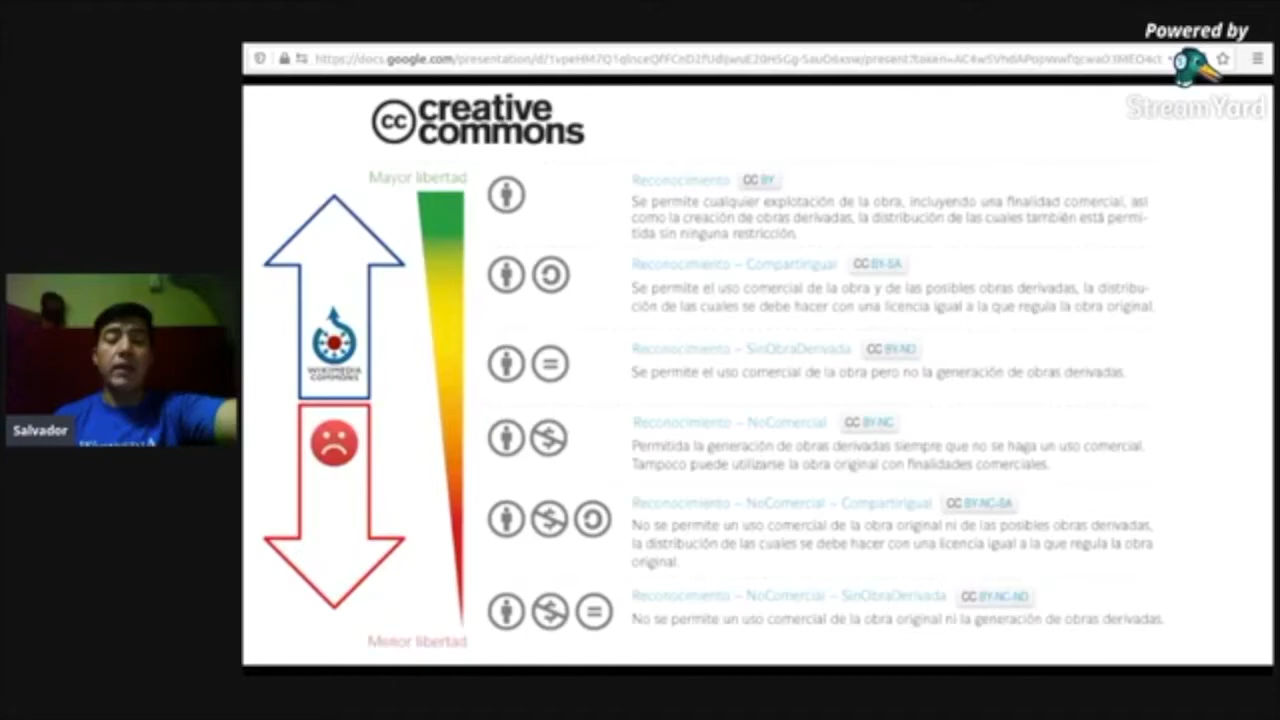 Powered by
StreamYard
creative
commons
Mayor libertad
Reconocimiento CC BY
Se permite cualquier explotación de la obra, incluyendo una finalidad comercial, así
como la creación de obras derivadas, la distribución de las cuales también está permi-
tida sin ninguna restricción.
Reconocimiento – CompartirIgual CC BY-SA
Se permite el uso comercial de la obra y de las posibles obras derivadas, la distribu-
ción de las cuales se debe hacer con una licencia igual a la que regula la obra original.
Reconocimiento – SinObraDerivada CC BY-ND
Se permite el uso comercial de la obra pero no la generación de obras derivadas.
Reconocimiento – NoComercial CC BY-NC
Permitida la generación de obras derivadas siempre que no se haga un uso comercial.
Tampoco puede utilizarse la obra original con finalidades comerciales.
Reconocimiento – NoComercial – CompartirIgual CC BY-NC-SA
No se permite un uso comercial de la obra original ni de las posibles obras derivadas,
la distribución de las cuales se debe hacer con una licencia igual a la que regula la obra
original.
Reconocimiento – NoComercial – SinObraDerivada CC BY-NC-ND
No se permite un uso comercial de la obra original ni la generación de obras derivadas.
Menor libertad
WIKIMEDIA
COMMONS
Salvador